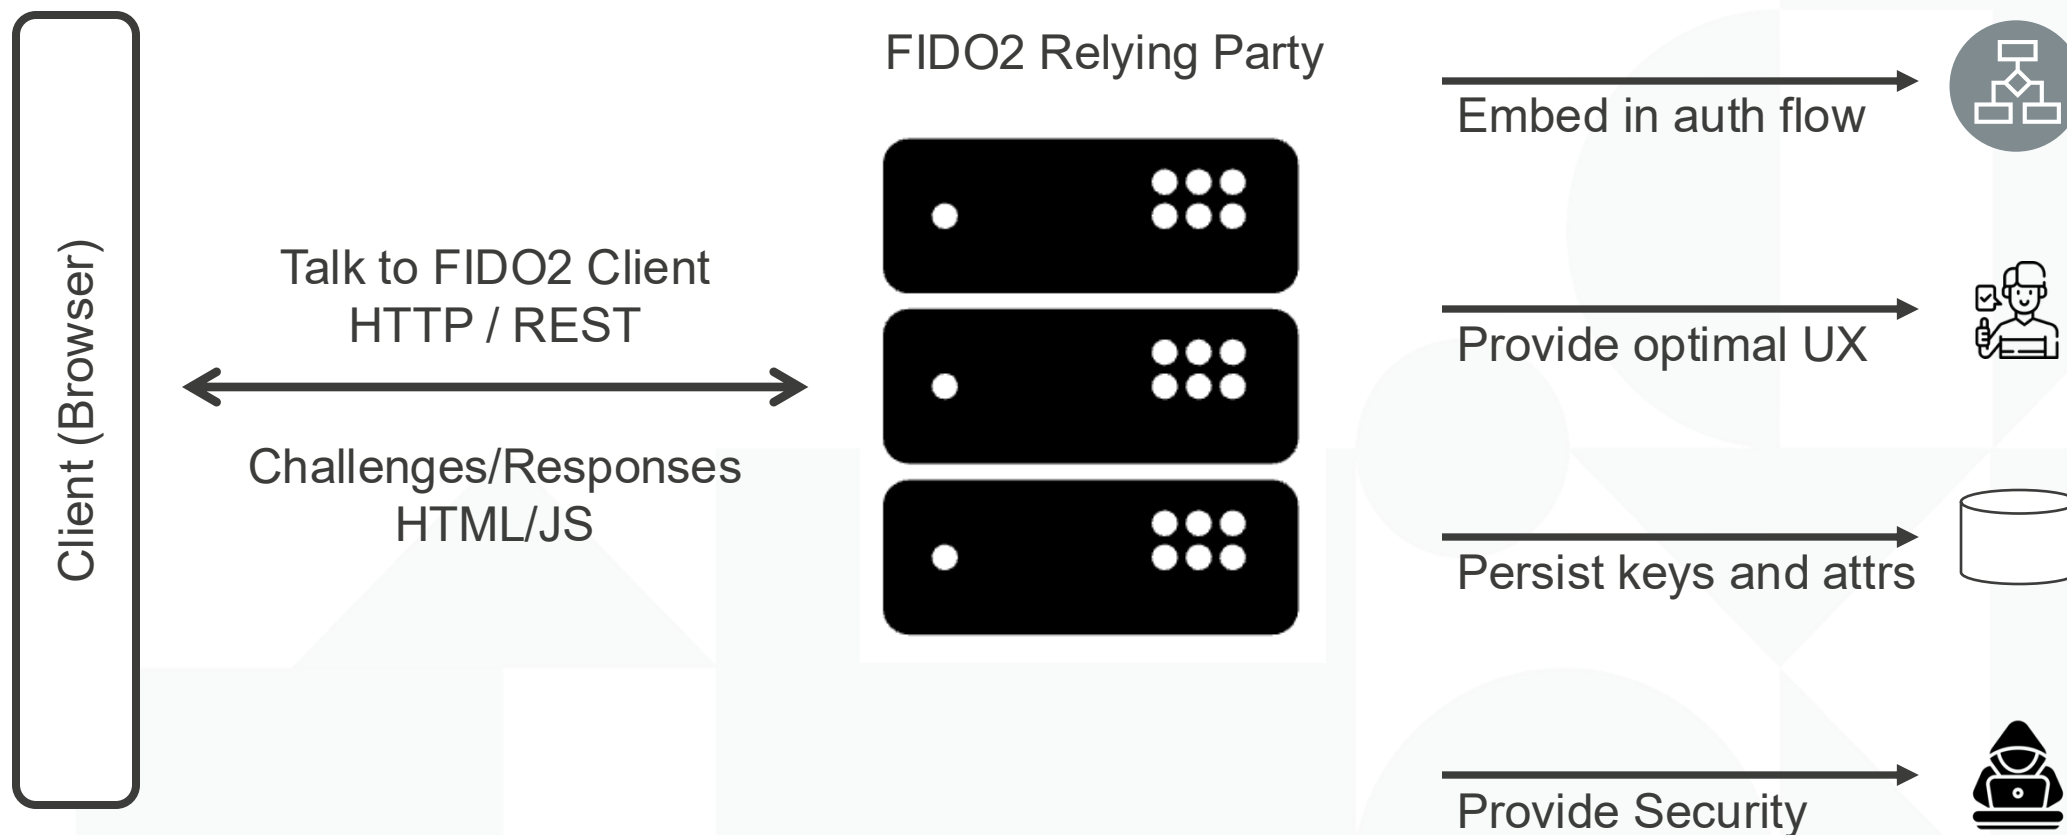 Client (Browser)
Talk to FIDO2 Client
HTTP / REST
Challenges/Responses
HTML/JS
FIDO2 Relying Party
Embed in auth flow
Provide optimal UX
Persist keys and attrs
Provide Security